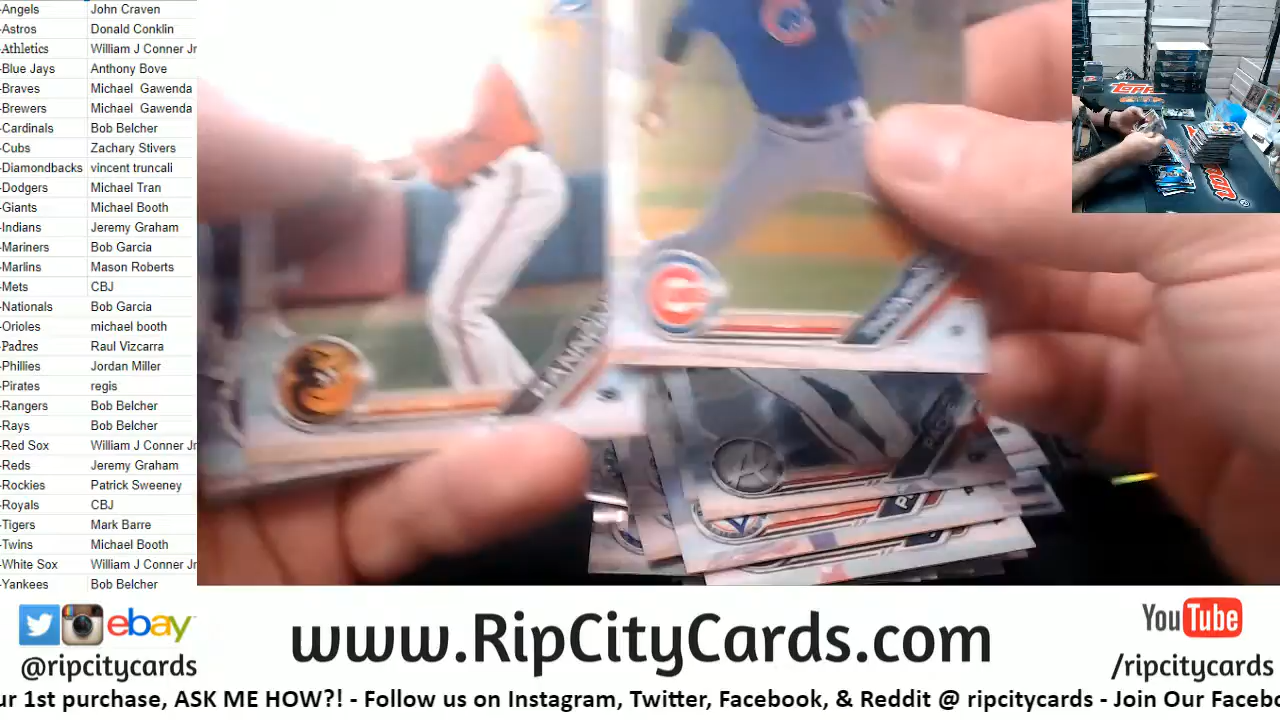 -Angels John Craven
-Astros Donald Conklin
-Athletics William J Conner Jr
-Blue Jays Anthony Bove
-Braves Michael Gawenda
-Brewers Michael Gawenda
-Cardinals Bob Belcher
-Cubs Zachary Stivers
-Diamondbacks vincent truncali
-Dodgers Michael Tran
-Giants Michael Booth
-Indians Jeremy Graham
-Mariners Bob Garcia
-Marlins Mason Roberts
-Mets CBJ
-Nationals Bob Garcia
-Orioles michael booth
-Padres Raul Vizcarra
-Phillies Jordan Miller
-Pirates regis
-Rangers Bob Belcher
-Rays Bob Belcher
-Red Sox William J Conner Jr
-Reds Jeremy Graham
-Rockies Patrick Sweeney
-Royals CBJ
-Tigers Mark Barre
-Twins Michael Booth
-White Sox William J Conner Jr
-Yankees Bob Belcher
ebay
@ripcitycards
www.RipCityCards.com
YouTube
/ripcitycards
ur 1st purchase, ASK ME HOW?! - Follow us on Instagram, Twitter, Facebook, & Reddit @ ripcitycards - Join Our Facebo